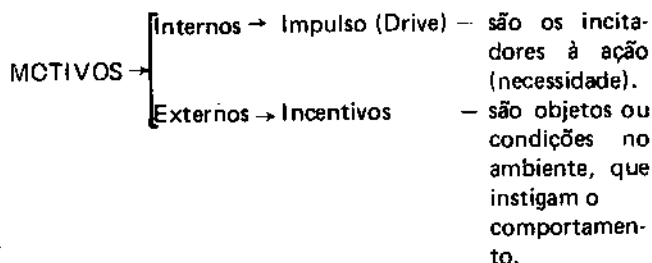 Internos → Impulso (Drive) — são os incita-
dores à ação
MOTIVOS → (necessidade).
Externos → Incentivos — são objetos ou
condições no
ambiente, que
instigam o
comportamen-
to.